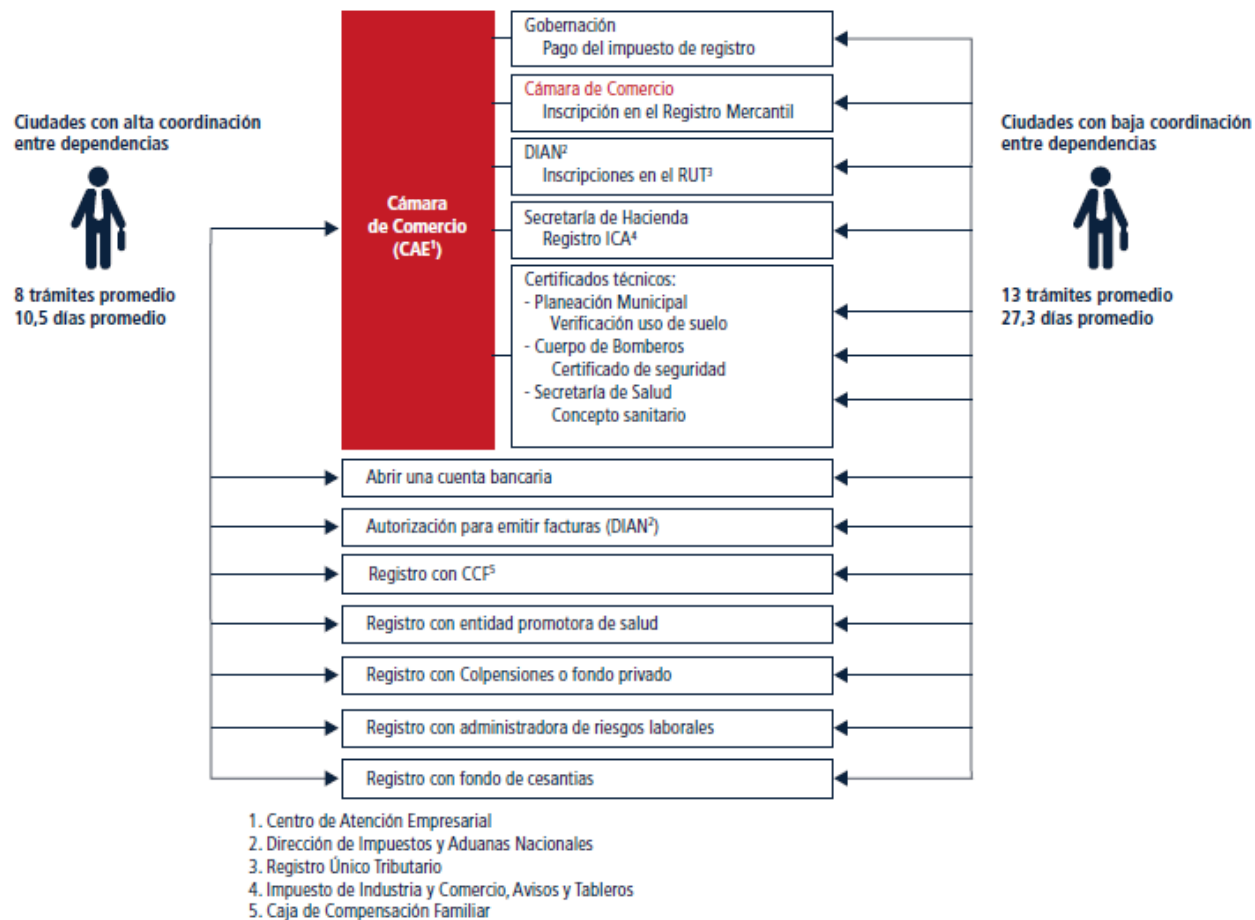 Ciudades con alta coordinación
entre dependencias
8 trámites promedio
10,5 días promedio
Cámara
de Comercio
(CAE¹)
Gobernación
Pago del impuesto de registro
Cámara de Comercio
Inscripción en el Registro Mercantil
DIAN²
Inscripciones en el RUT³
Secretaría de Hacienda
Registro ICA⁴
Certificados técnicos:
- Planeación Municipal
Verificación uso de suelo
- Cuerpo de Bomberos
Certificado de seguridad
- Secretaría de Salud
Concepto sanitario
Abrir una cuenta bancaria
Autorización para emitir facturas (DIAN²)
Registro con CCF⁵
Registro con entidad promotora de salud
Registro con Colpensiones o fondo privado
Registro con administradora de riesgos laborales
Registro con fondo de cesantías
Ciudades con baja coordinación
entre dependencias
13 trámites promedio
27,3 días promedio
1. Centro de Atención Empresarial
2. Dirección de Impuestos y Aduanas Nacionales
3. Registro Único Tributario
4. Impuesto de Industria y Comercio, Avisos y Tableros
5. Caja de Compensación Familiar